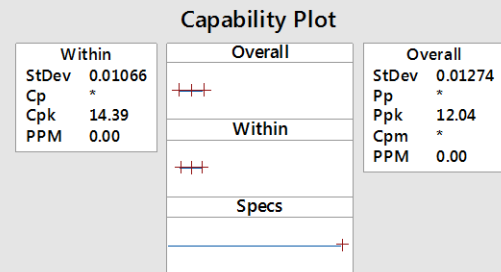 Capability Plot
Within
StDev 0.01066
Cp *
Cpk 14.39
PPM 0.00
Overall
Within
Specs
Overall
StDev 0.01274
Pp *
Ppk 12.04
Cpm *
PPM 0.00